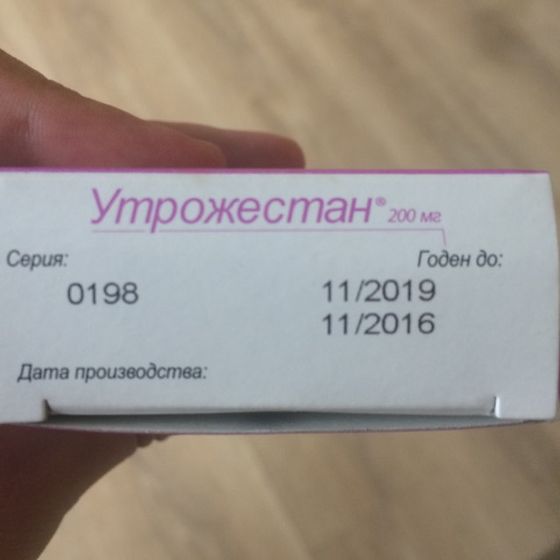 Утрожестан® 200 мг
Серия: Годен до:
0198 11/2019
11/2016
Дата производства: